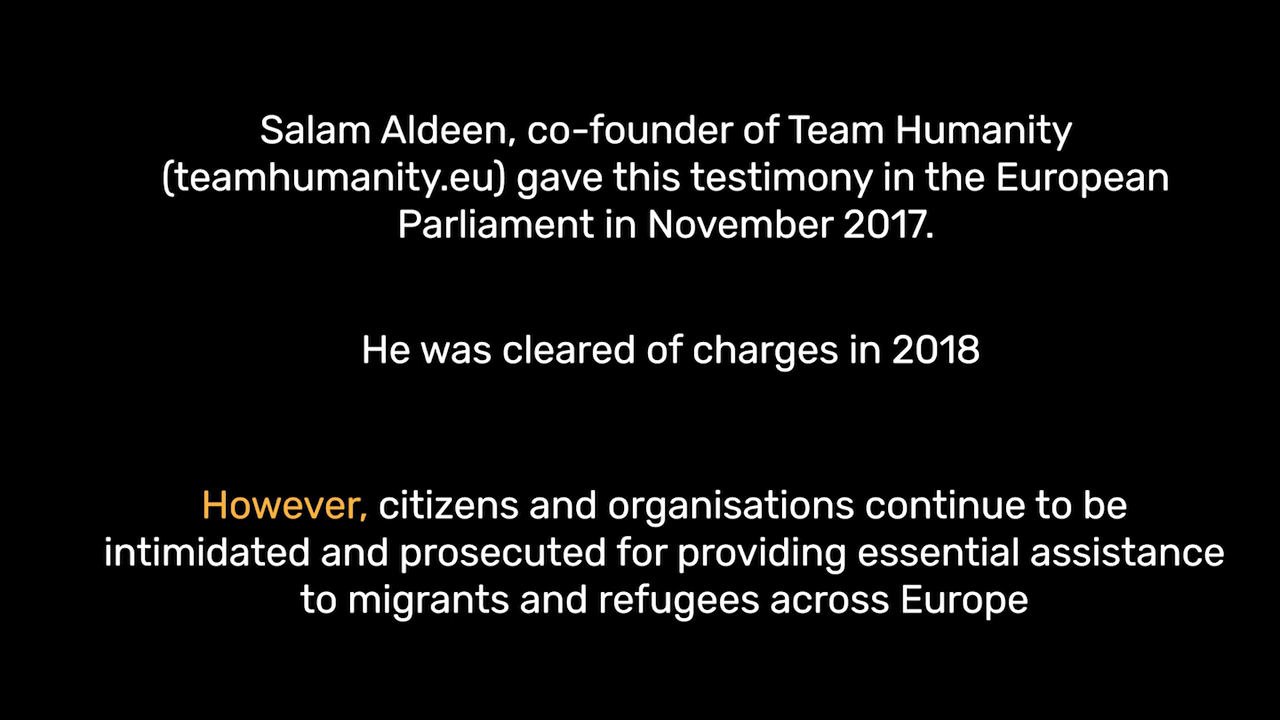 Salam Aldeen, co-founder of Team Humanity
(teamhumanity.eu) gave this testimony in the European
Parliament in November 2017.
He was cleared of charges in 2018
However, citizens and organisations continue to be
intimidated and prosecuted for providing essential assistance
to migrants and refugees across Europe